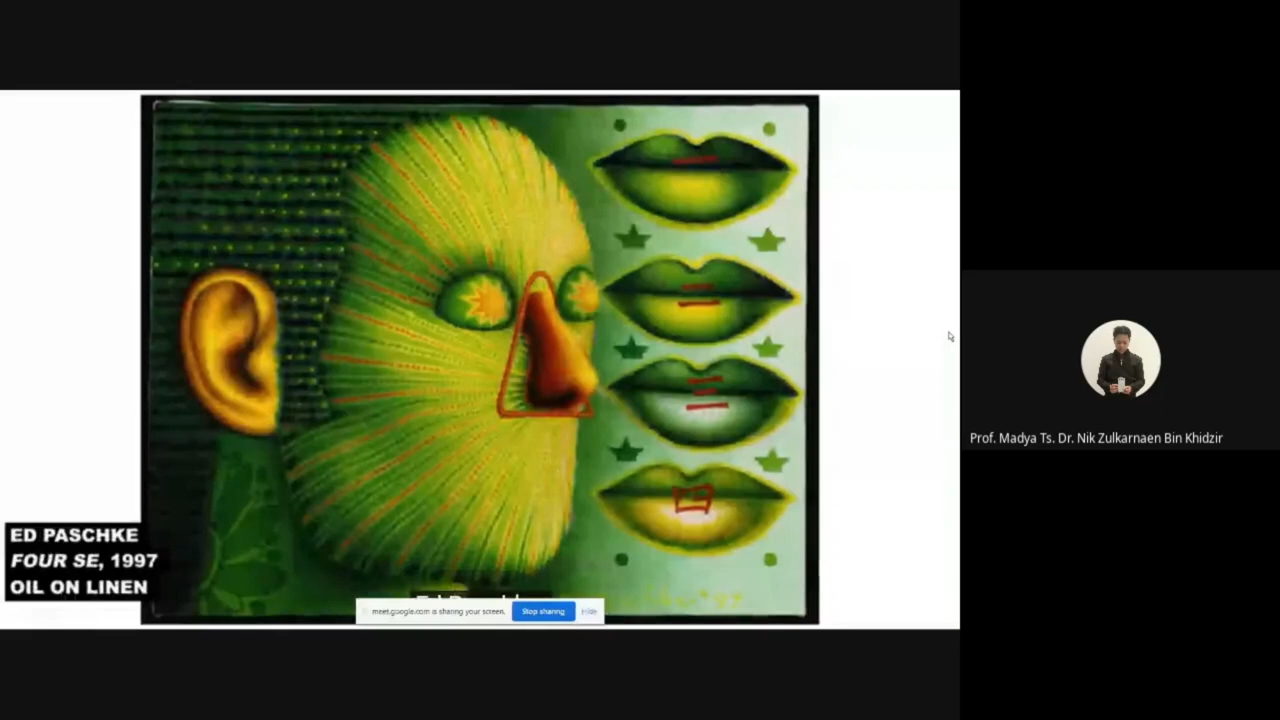 ED PASCHKE
FOUR SE, 1997
OIL ON LINEN
meet.google.com is sharing your screen.
Stop sharing
Hide
Prof. Madya Ts. Dr. Nik Zulkarnaen Bin Khidzir